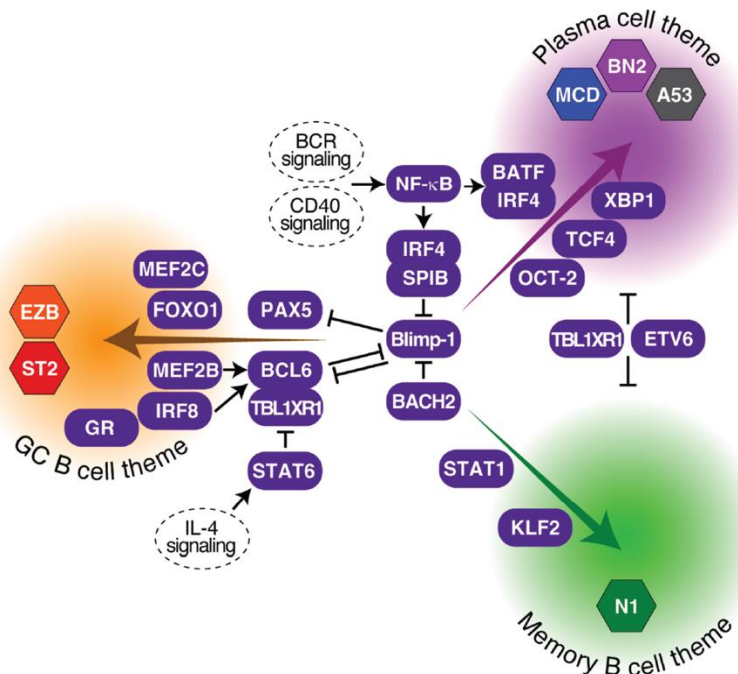 Plasma cell theme
BN2
MCD
A53
BCR
signaling
CD40
signaling
NF-κB
BATF
IRF4
XBP1
TCF4
OCT-2
IRF4
SPIB
MEF2C
FOXO1
PAX5
Blimp-1
TBL1XR1
ETV6
EZB
ST2
MEF2B
BCL6
IRF8
TBL1XR1
BACH2
GR
GC B cell theme
STAT6
STAT1
IL-4
signaling
KLF2
N1
Memory B cell theme